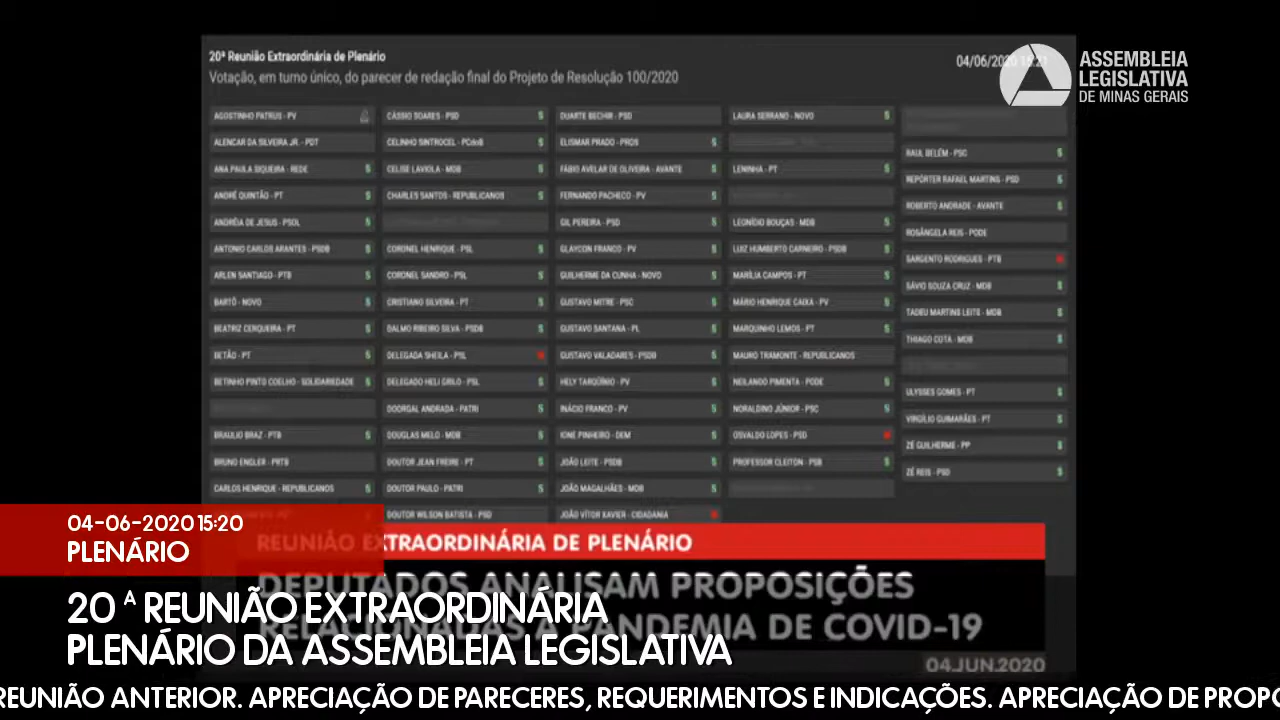 20ª Reunião Extraordinária de Plenário
Votação, em turno único, do parecer de redação final do Projeto de Resolução 100/2020
04/06/2020
ASSEMBLEIA
LEGISLATIVA
DE MINAS GERAIS
AGOSTINHO PATRUS - PV
ALENCAR DA SILVEIRA JR. - PDT
ANA PAULA SIQUEIRA - REDE S
ANDRÉ QUINTÃO - PT S
ANDRÉIA DE JESUS - PSOL S
ANTONIO CARLOS ARANTES - PSDB S
ARLEN SANTIAGO - PTB S
BARTÔ - NOVO S
BEATRIZ CERQUEIRA - PT S
BETÃO - PT S
BETINHO PINTO COELHO - SOLIDARIEDADE S
BRAULIO BRAZ - PTB S
BRUNO ENGLER - PRTB
CARLOS HENRIQUE - REPUBLICANOS S
CÁSSIO SOARES - PSD S
CELINHO SINTROCEL - PCdoB S
CELISE LAVIOLA - MDB S
CHARLES SANTOS - REPUBLICANOS S
CORONEL HENRIQUE - PSL S
CORONEL SANDRO - PSL S
CRISTIANO SILVEIRA - PT S
DALMO RIBEIRO SILVA - PSDB S
DELEGADA SHEILA - PSL
DELEGADO HELI GRILO - PSL S
DOORGAL ANDRADA - PATRI S
DOUGLAS MELO - MDB S
DOUTOR JEAN FREIRE - PT S
DOUTOR PAULO - PATRI S
DOUTOR WILSON BATISTA - PSD
DUARTE BECHIR - PSD
ELISMAR PRADO - PROS S
FÁBIO AVELAR DE OLIVEIRA - AVANTE S
FERNANDO PACHECO - PV S
GIL PEREIRA - PSD S
GLAYCON FRANCO - PV S
GUILHERME DA CUNHA - NOVO S
GUSTAVO MITRE - PSC S
GUSTAVO SANTANA - PL S
GUSTAVO VALADARES - PSDB S
HELY TARQÜÍNIO - PV S
INÁCIO FRANCO - PV S
IONE PINHEIRO - DEM S
JOÃO LEITE - PSDB S
JOÃO MAGALHÃES - MDB S
JOÃO VÍTOR XAVIER - CIDADANIA
LAURA SERRANO - NOVO S
LENINHA - PT S
LEONÍDIO BOUÇAS - MDB S
LUIZ HUMBERTO CARNEIRO - PSDB S
MARÍLIA CAMPOS - PT S
MÁRIO HENRIQUE CAIXA - PV S
MARQUINHO LEMOS - PT S
MAURO TRAMONTE - REPUBLICANOS
NEILANDO PIMENTA - PODE S
NORALDINO JÚNIOR - PSC S
OSVALDO LOPES - PSD
PROFESSOR CLEITON - PSB S
RAUL BELÉM - PSC S
REPÓRTER RAFAEL MARTINS - PSD S
ROBERTO ANDRADE - AVANTE S
ROSÂNGELA REIS - PODE
SARGENTO RODRIGUES - PTB
SÁVIO SOUZA CRUZ - MDB S
TADEU MARTINS LEITE - MDB S
THIAGO COTA - MDB S
ULYSSES GOMES - PT S
VIRGÍLIO GUIMARÃES - PT S
ZÉ GUILHERME - PP S
ZÉ REIS - PSD S
REUNIÃO EXTRAORDINÁRIA DE PLENÁRIO
DEPUTADOS ANALISAM PROPOSIÇÕES
RELACIONADAS À PANDEMIA DE COVID-19
04.JUN.2020
04-06-2020 15:20
PLENÁRIO
20 ª REUNIÃO EXTRAORDINÁRIA
PLENÁRIO DA ASSEMBLEIA LEGISLATIVA
REUNIÃO ANTERIOR. APRECIAÇÃO DE PARECERES, REQUERIMENTOS E INDICAÇÕES. APRECIAÇÃO DE PROPO